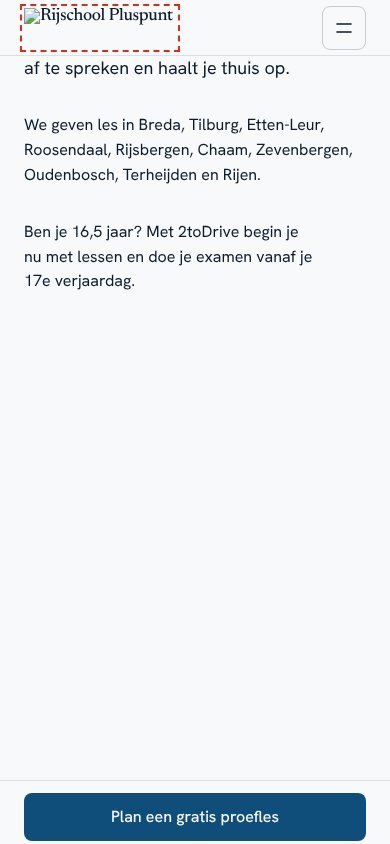 Rijschool Pluspunt
af te spreken en haalt je thuis op.
We geven les in Breda, Tilburg, Etten-Leur,
Roosendaal, Rijsbergen, Chaam, Zevenbergen,
Oudenbosch, Terheijden en Rijen.
Ben je 16,5 jaar? Met 2toDrive begin je
nu met lessen en doe je examen vanaf je
17e verjaardag.
Plan een gratis proefles